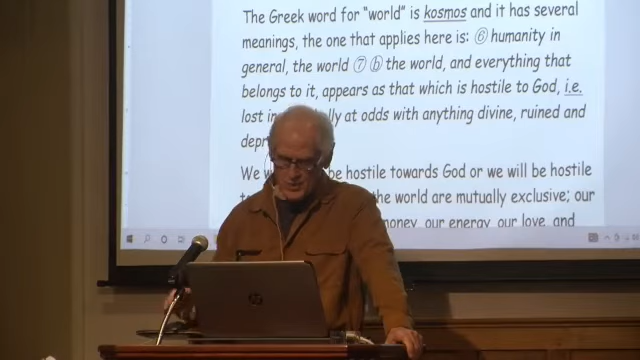 The Greek word for "world" is kosmos and it has several
meanings, the one that applies here is: ⑥ humanity in
general, the world ⑦ ⓑ the world, and everything that
belongs to it, appears as that which is hostile to God, i.e.
lost in at odds with anything divine, ruined and
We be hostile towards God or we will be hostile
the world are mutually exclusive; our
money, our energy, our love, and
hp